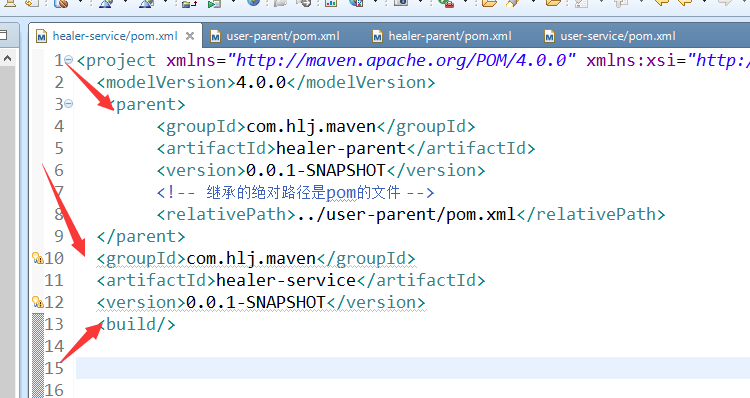 healer-service/pom.xml user-parent/pom.xml healer-parent/pom.xml user-service/pom.xml
1 <project xmlns="http://maven.apache.org/POM/4.0.0" xmlns:xsi="http:/
2 <modelVersion>4.0.0</modelVersion>
3 <parent>
4 <groupId>com.hlj.maven</groupId>
5 <artifactId>healer-parent</artifactId>
6 <version>0.0.1-SNAPSHOT</version>
7 <!-- 继承的绝对路径是pom的文件 -->
8 <relativePath>../user-parent/pom.xml</relativePath>
9 </parent>
10 <groupId>com.hlj.maven</groupId>
11 <artifactId>healer-service</artifactId>
12 <version>0.0.1-SNAPSHOT</version>
13 <build/>
14
15
16